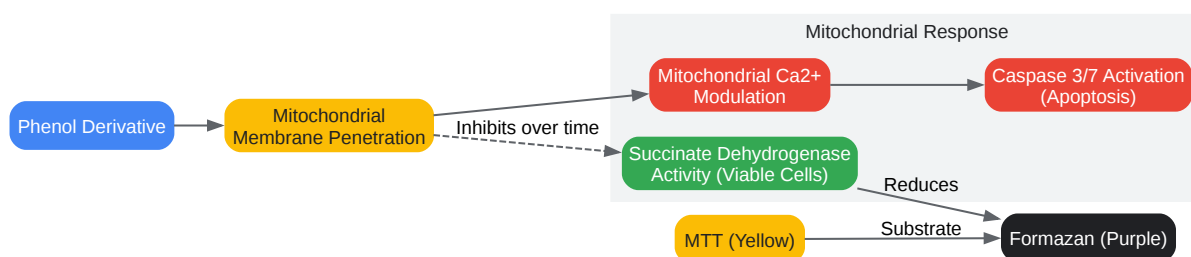 Mitochondrial Response
Phenol Derivative
Mitochondrial
Membrane Penetration
Inhibits over time
Mitochondrial Ca2+
Modulation
Caspase 3/7 Activation
(Apoptosis)
Succinate Dehydrogenase
Activity (Viable Cells)
Reduces
MTT (Yellow)
Substrate
Formazan (Purple)